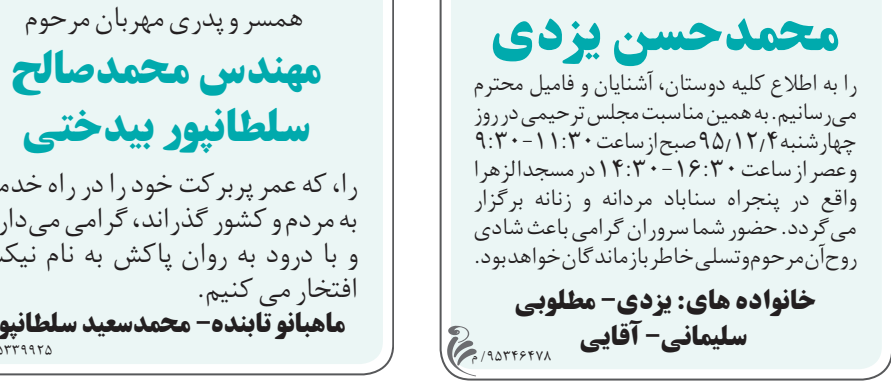 محمدحسن یزدی
را به اطلاع کلیه دوستان، آشنایان و فامیل محترم
می‌رسانیم. به همین مناسبت مجلس ترحیمی در روز
چهارشنبه ۹۵/۱۲/۴ صبح از ساعت ۱۱:۳۰-۹:۳۰
و عصر از ساعت ۱۶:۳۰-۱۴:۳۰ در مسجدالزهرا
واقع در پنجراه سناباد مردانه و زنانه برگزار
می‌گردد. حضور شما سروران گرامی باعث شادی
روح آن مرحوم و تسلی خاطر بازماندگان خواهد بود.
خانواده های: یزدی- مطلوبی
سلیمانی- آقایی
۹۵۳۴۶۴۷۸/م
همسر و پدری مهربان مرحوم
مهندس محمدصالح
سلطانپور بیدختی
را، که عمر پربرکت خود را در راه
به مردم و کشور گذراند، گرامی
و با درود به روان پاکش به نام
افتخار می کنیم.
ماهبانو تابنده- محمدسعید